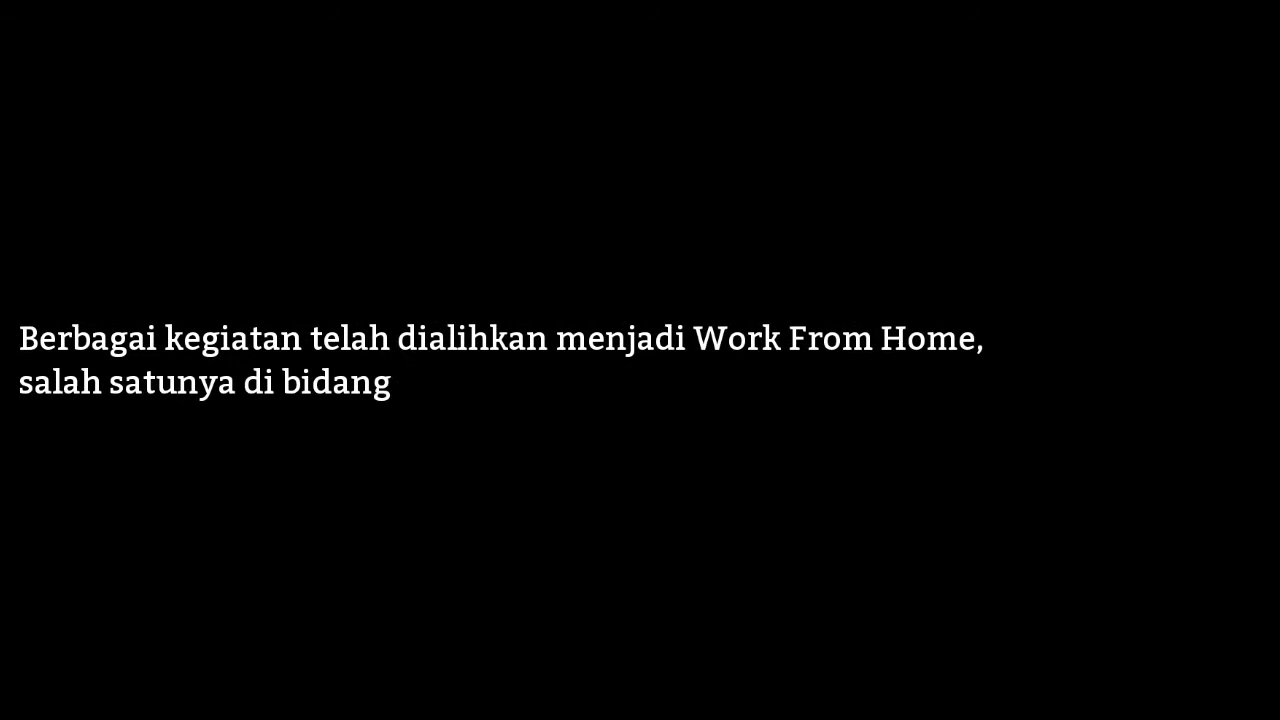 Berbagai kegiatan telah dialihkan menjadi Work From Home,
salah satunya di bidang